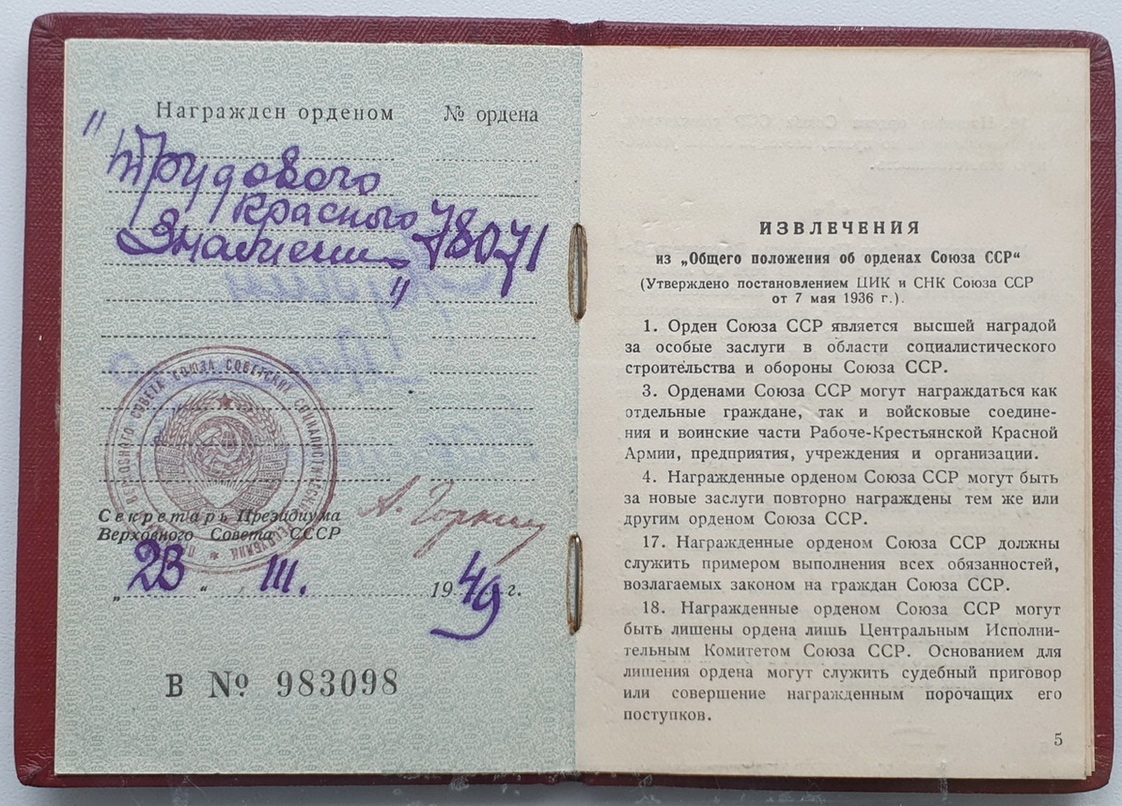 Награжден орденом № ордена
"Трудового
Красного 78071
Знамени"
ВЕРХОВНОГО СОВЕТА СОЮЗА СОВЕТСКИХ СОЦИАЛИСТИЧЕСКИХ
Секретарь Президиума
Верховного Совета СССР
А. Горкин
„23“ III. 1949 г.
В № 983098
ИЗВЛЕЧЕНИЯ
из „Общего положения об орденах Союза ССР“
(Утверждено постановлением ЦИК и СНК Союза ССР
от 7 мая 1936 г.).
1. Орден Союза ССР является высшей наградой
за особые заслуги в области социалистического
строительства и обороны Союза ССР.
3. Орденами Союза ССР могут награждаться как
отдельные граждане, так и войсковые соедине-
ния и воинские части Рабоче-Крестьянской Красной
Армии, предприятия, учреждения и организации.
4. Награжденные орденом Союза ССР могут быть
за новые заслуги повторно награждены тем же или
другим орденом Союза ССР.
17. Награжденные орденом Союза ССР должны
служить примером выполнения всех обязанностей,
возлагаемых законом на граждан Союза ССР.
18. Награжденные орденом Союза ССР могут
быть лишены ордена лишь Центральным Исполни-
тельным Комитетом Союза ССР. Основанием для
лишения ордена могут служить судебный приговор
или совершение награжденным порочащих его
поступков.
5